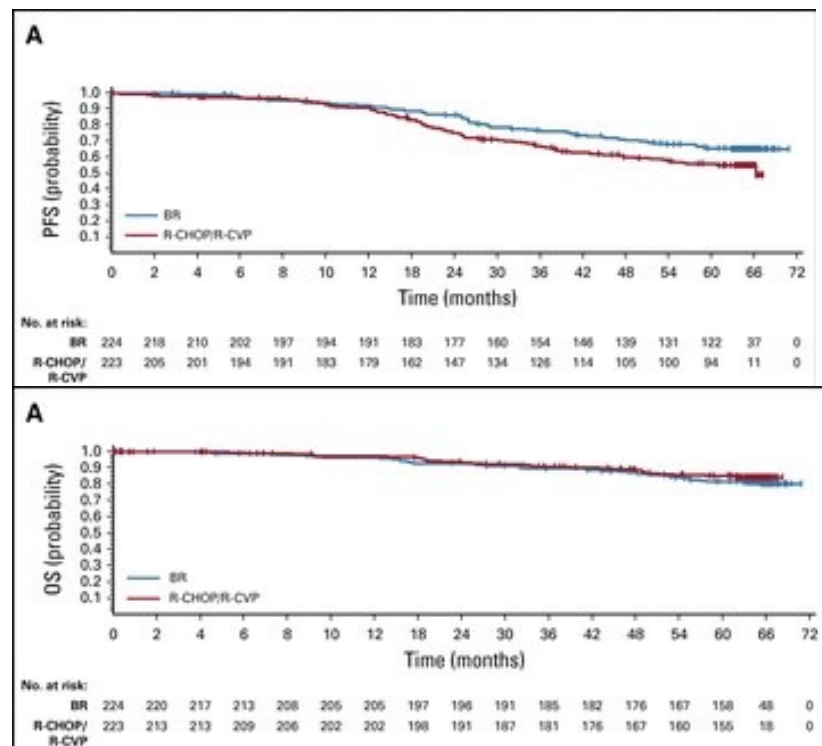 A
PFS (probability)
1.0
0.9
0.8
0.7
0.6
0.5
0.4
0.3
0.2
0.1
BR
R-CHOP/R-CVP
0 2 4 6 8 10 12 18 24 30 36 42 48 54 60 66 72
Time (months)
No. at risk:
BR 224 218 210 202 197 194 191 183 177 160 154 146 139 131 122 37 0
R-CHOP/ 223 205 201 194 191 183 179 162 147 134 126 114 105 100 94 11 0
R-CVP
A
OS (probability)
1.0
0.9
0.8
0.7
0.6
0.5
0.4
0.3
0.2
0.1
BR
R-CHOP/R-CVP
0 2 4 6 8 10 12 18 24 30 36 42 48 54 60 66 72
Time (months)
No. at risk:
BR 224 220 217 213 208 205 205 197 196 191 185 182 176 167 158 48 0
R-CHOP/ 223 213 213 209 206 202 202 198 191 187 181 176 167 160 155 18 0
R-CVP